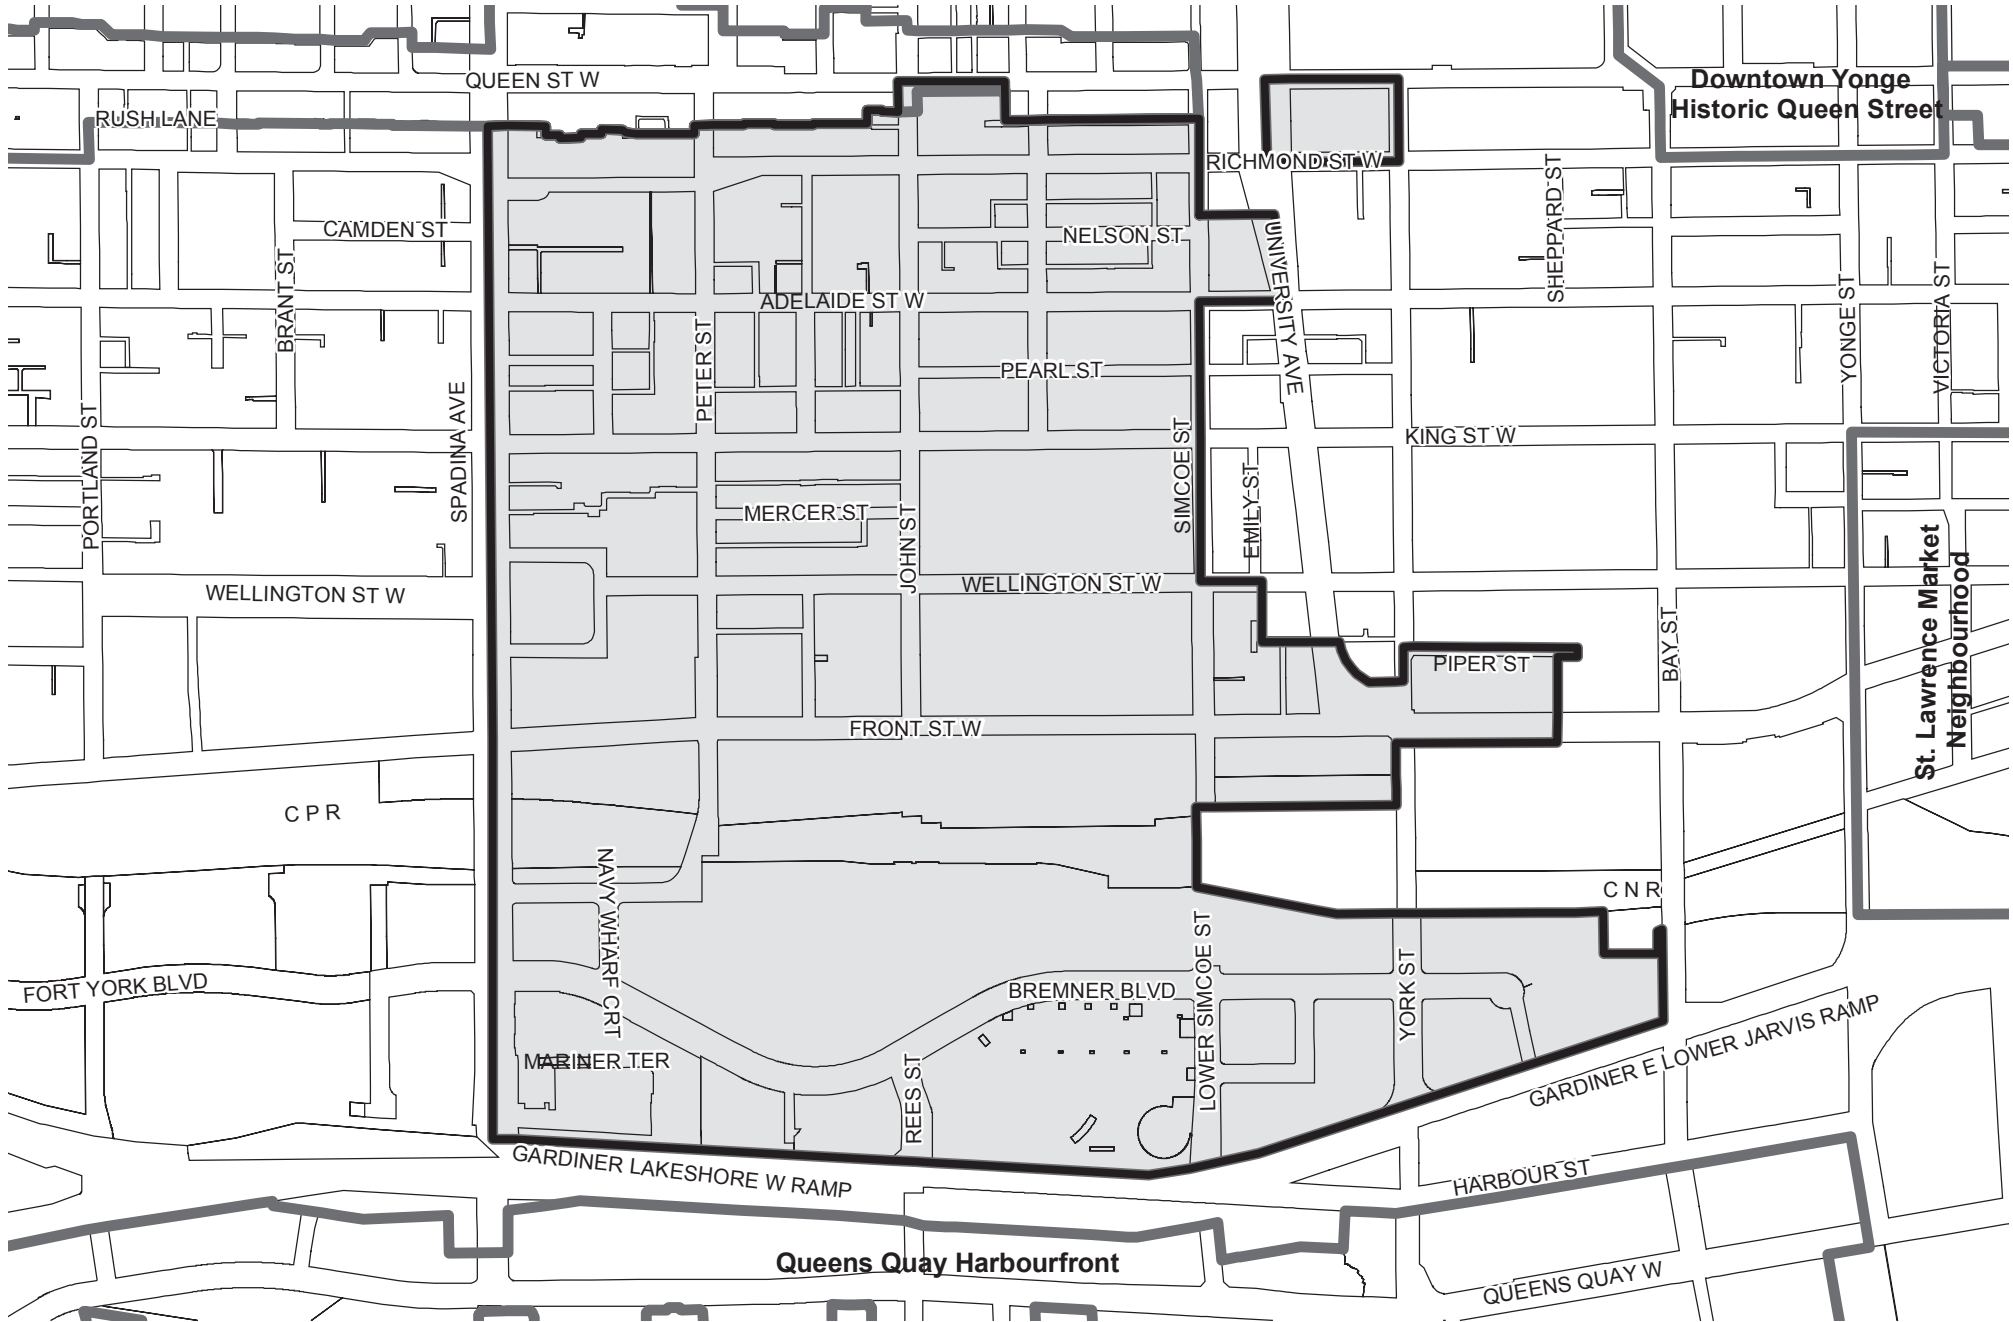 QUEEN ST W
Downtown Yonge
Historic Queen Street
RUSH LANE
RICHMOND ST W
SHEPPARD ST
CAMDEN ST
NELSON ST
UNIVERSITY AVE
BRANT ST
ADELAIDE ST W
YONGE ST
VICTORIA ST
PETER ST
PEARL ST
PORTLAND ST
SPADINA AVE
SIMCOE ST
KING ST W
EMILY ST
MERCER ST
JOHN ST
St. Lawrence Market
Neighbourhood
WELLINGTON ST W
WELLINGTON ST W
BAY ST
PIPER ST
FRONT ST W
C P R
NAVY WHARF CRT
C N R
LOWER SIMCOE ST
YORK ST
FORT YORK BLVD
BREMNER BLVD
MARINER TER
REES ST
GARDINER E LOWER JARVIS RAMP
GARDINER LAKESHORE W RAMP
HARBOUR ST
Queens Quay Harbourfront
QUEENS QUAY W